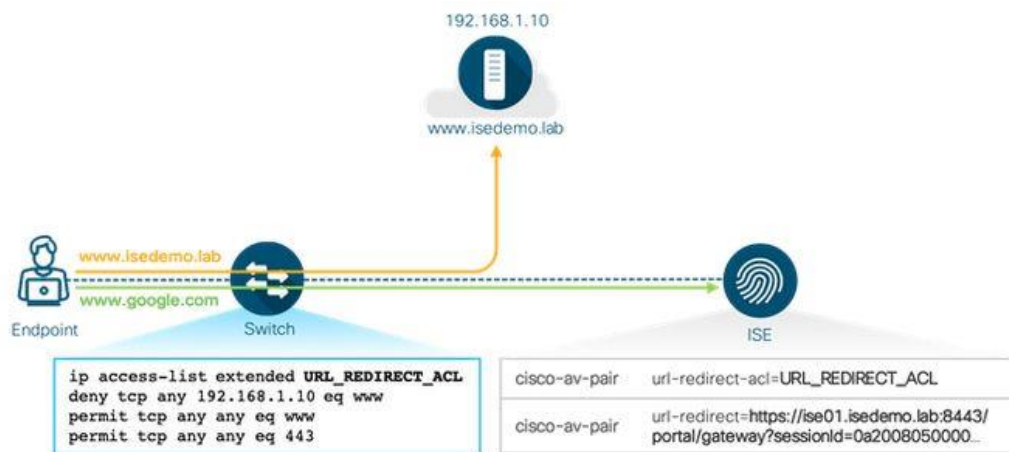 192.168.1.10
www.isedemo.lab
www.isedemo.lab
www.google.com
Endpoint
Switch
ISE
ip access-list extended URL_REDIRECT_ACL
deny tcp any 192.168.1.10 eq www
permit tcp any any eq www
permit tcp any any eq 443
cisco-av-pair url-redirect-acl=URL_REDIRECT_ACL
cisco-av-pair url-redirect=https://ise01.isedemo.lab:8443/
portal/gateway?sessionId=0a2008050000...